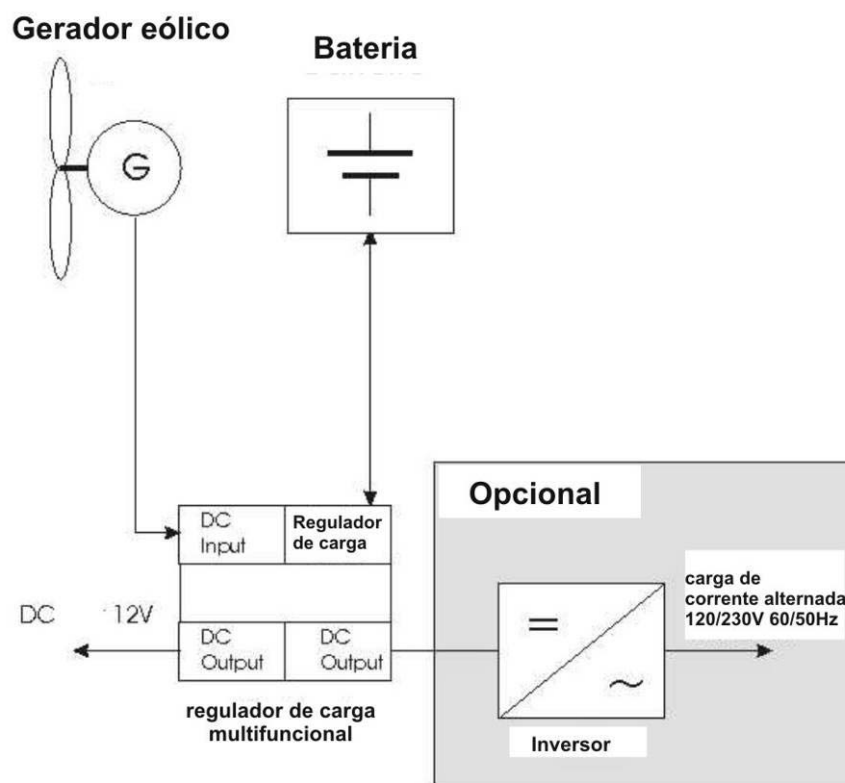 Gerador eólico
Bateria
G
Opcional
DC
Input
Regulador
de carga
carga de
corrente alternada
120/230V 60/50Hz
DC 12V
DC
Output
DC
Output
=
~
regulador de carga
multifuncional
Inversor